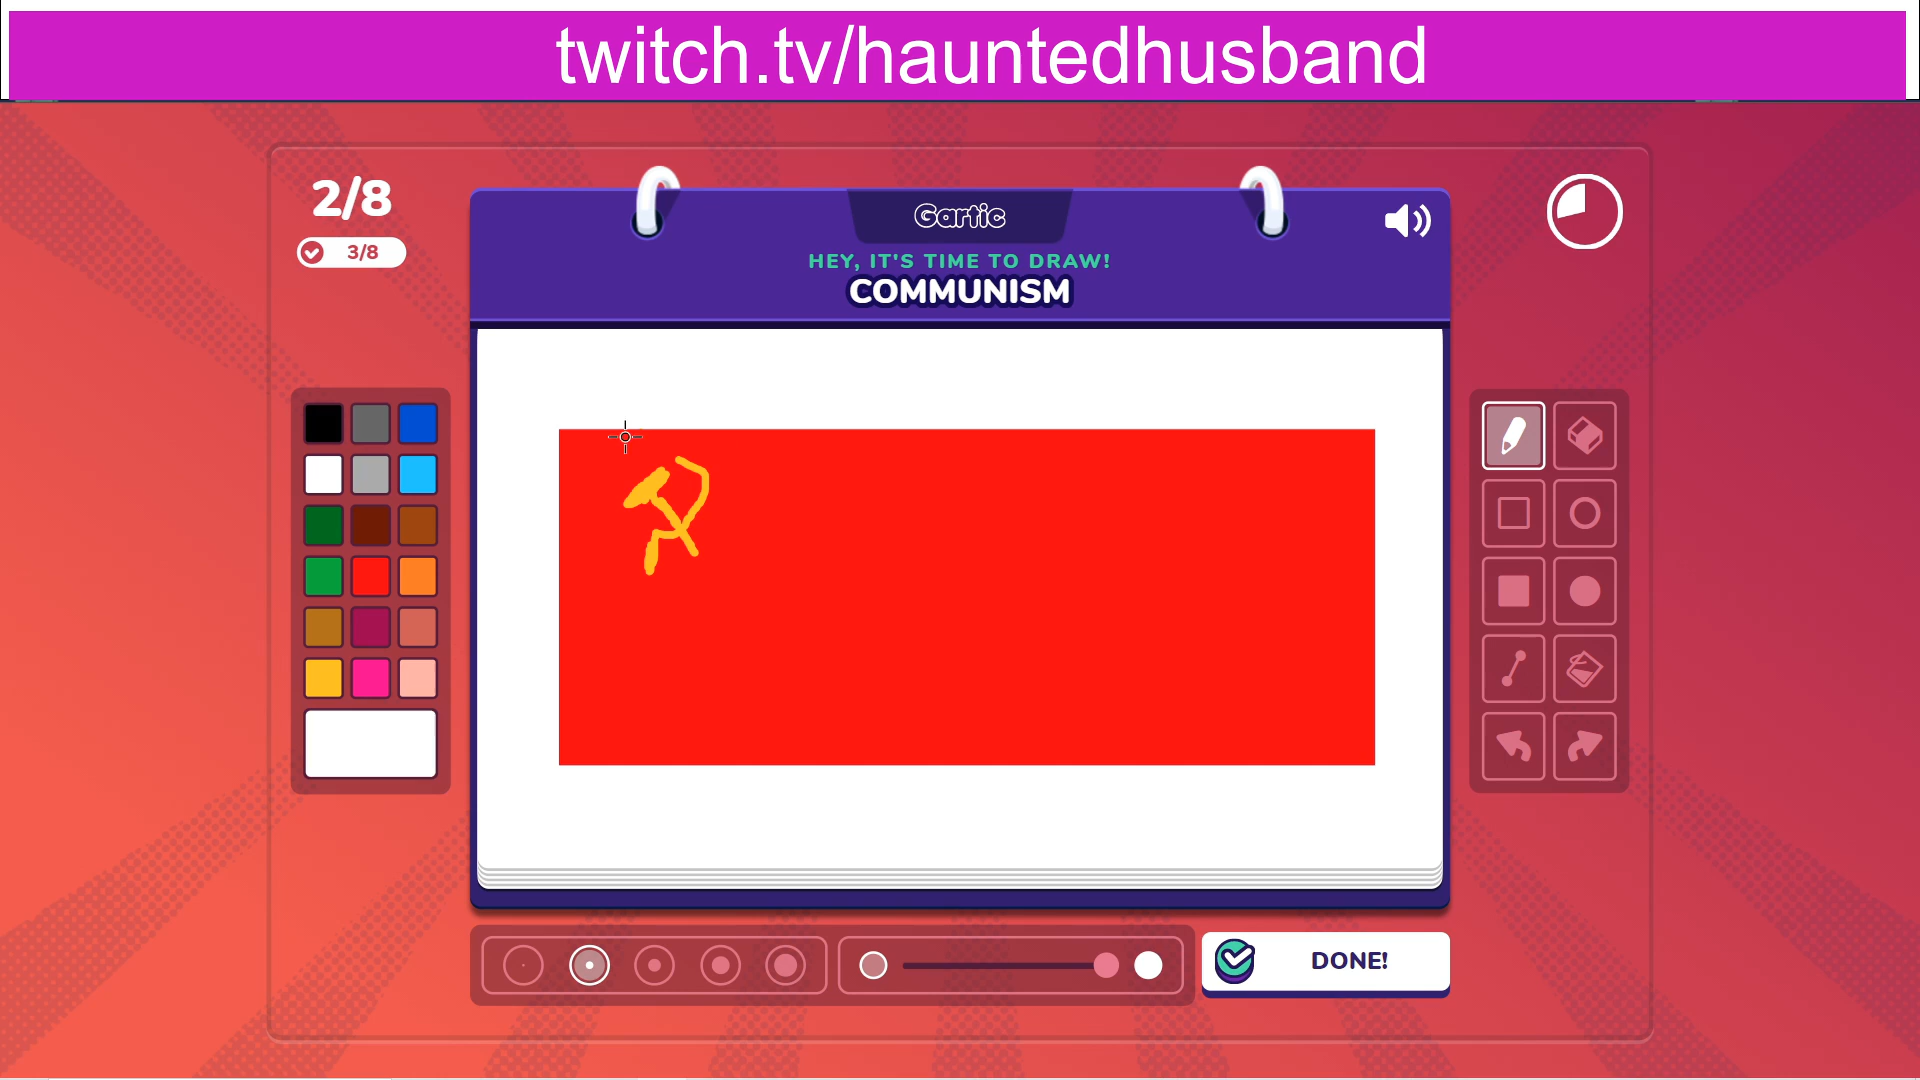 twitch.tv/hauntedhusband
2/8
3/8
Gartic
HEY, IT'S TIME TO DRAW!
COMMUNISM
DONE!